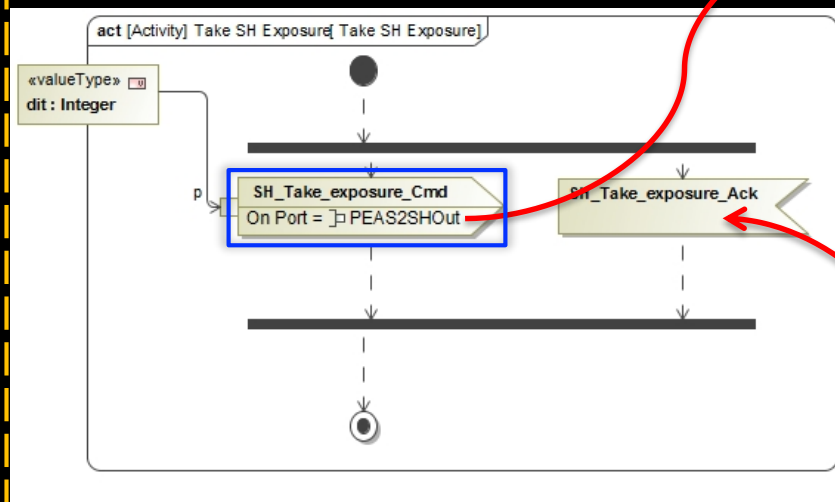 act [Activity] Take SH Exposure[ Take SH Exposure]
«valueType»
dit : Integer
p
SH_Take_exposure_Cmd
On Port = PEAS2SHOut
SH_Take_exposure_Ack